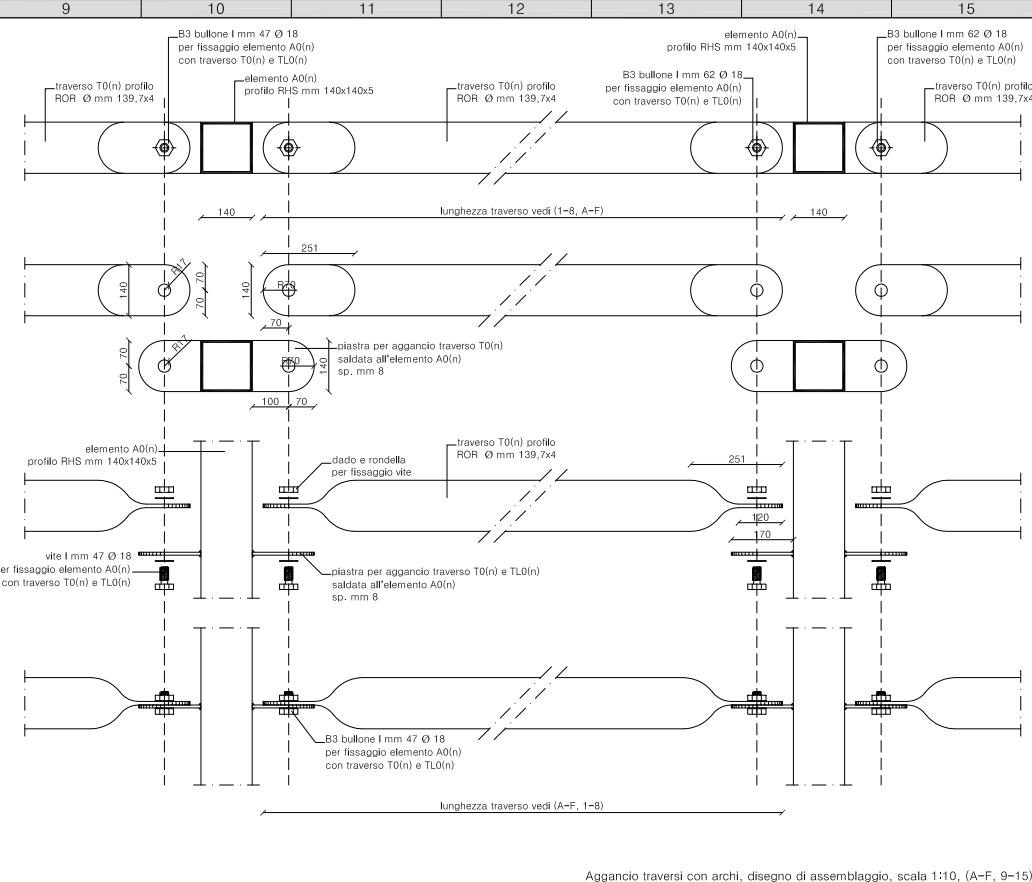 9 10 11 12 13 14 15
B3 bullone l mm 47 Ø 18
per fissaggio elemento A0(n)
con traverso T0(n) e TL0(n)
elemento A0(n)
profilo RHS mm 140x140x5
B3 bullone l mm 62 Ø 18
per fissaggio elemento A0(n)
con traverso T0(n) e TL0(n)
traverso T0(n) profilo
ROR Ø mm 139,7x4
elemento A0(n)
profilo RHS mm 140x140x5
traverso T0(n) profilo
ROR Ø mm 139,7x4
B3 bullone l mm 62 Ø 18
per fissaggio elemento A0(n)
con traverso T0(n) e TL0(n)
traverso T0(n) profilo
ROR Ø mm 139,7x4
140
lunghezza traverso vedi (1-8, A-F)
140
251
R17
140
70
70
140
R70
70
piastra per aggancio traverso T0(n)
saldata all'elemento A0(n)
sp. mm 8
70
70
R17
R70
140
100
70
elemento A0(n)
profilo RHS mm 140x140x5
traverso T0(n) profilo
ROR Ø mm 139,7x4
dado e rondella
per fissaggio vite
251
120
170
vite l mm 47 Ø 18
er fissaggio elemento A0(n)
con traverso T0(n) e TL0(n)
piastra per aggancio traverso T0(n) e TL0(n)
saldata all'elemento A0(n)
sp. mm 8
B3 bullone l mm 47 Ø 18
per fissaggio elemento A0(n)
con traverso T0(n) e TL0(n)
lunghezza traverso vedi (A-F, 1-8)
Aggancio traversi con archi, disegno di assemblaggio, scala 1:10, (A-F, 9-15)